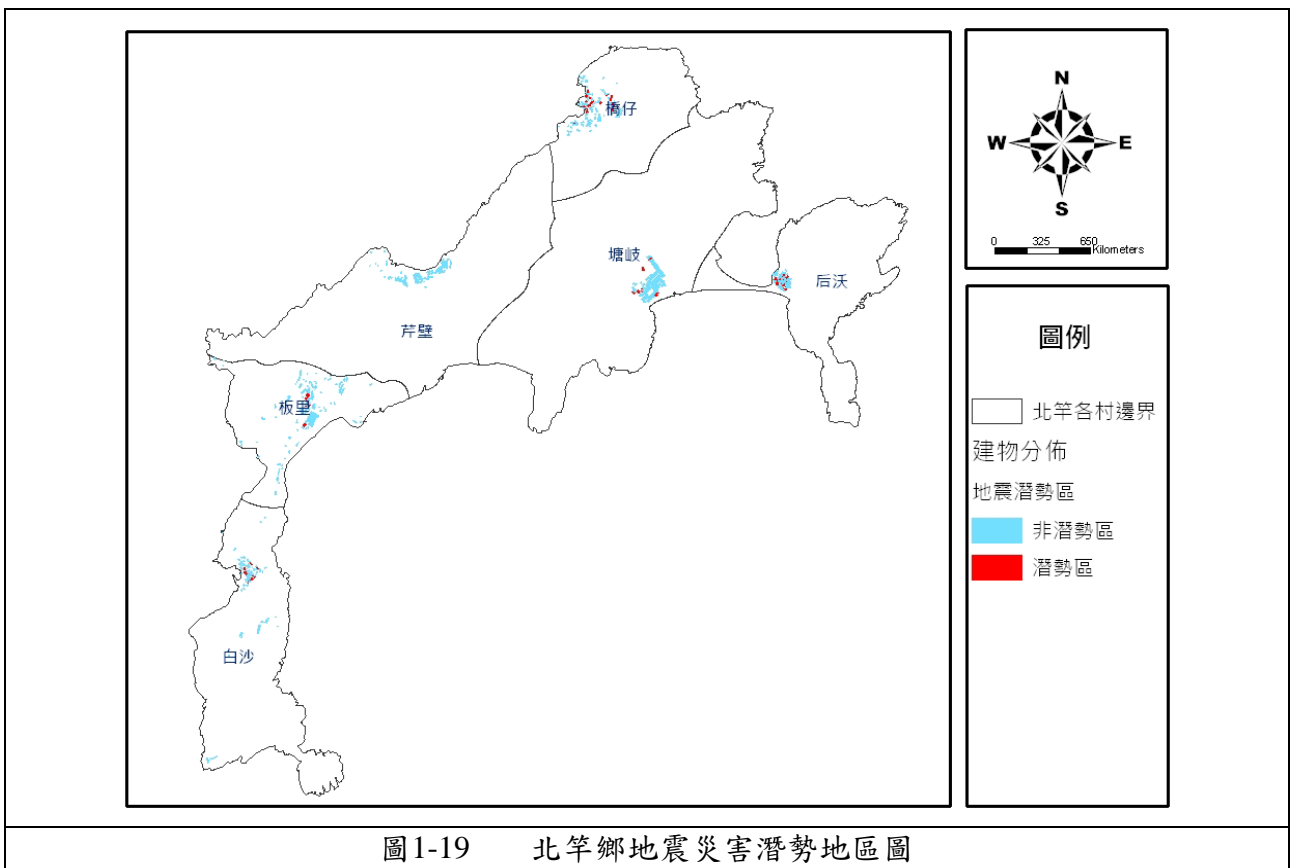 橋仔
塘岐
后沃
芹壁
板里
白沙
N
W E
S
0 325 650
Kilometers
圖例
北竿各村邊界
建物分佈
地震潛勢區
非潛勢區
潛勢區
圖1-19 北竿鄉地震災害潛勢地區圖